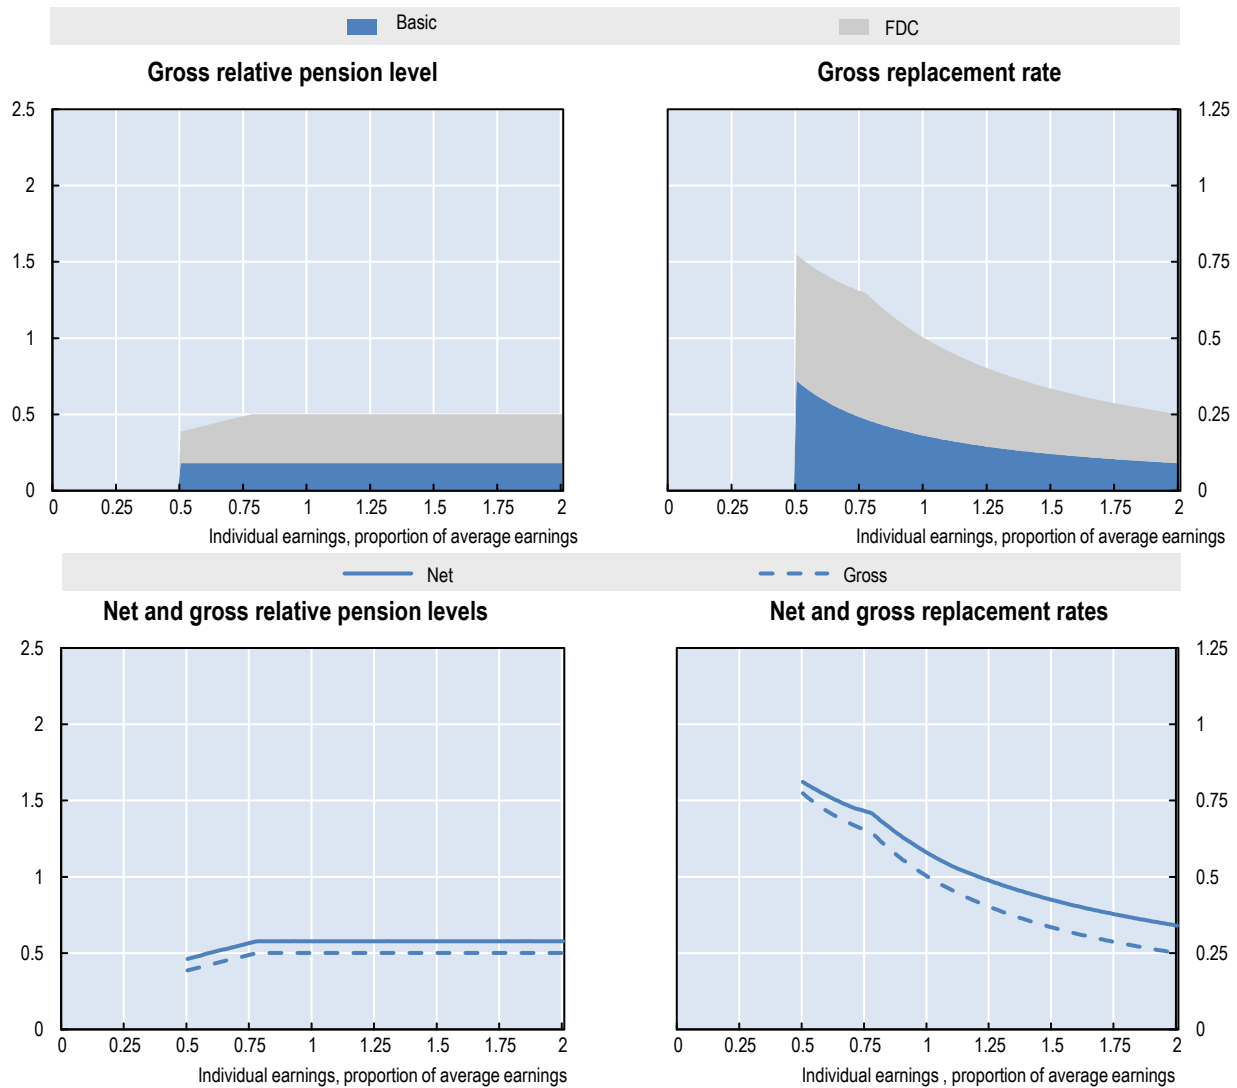 Basic FDC
Gross relative pension level
2.5
2
1.5
1
0.5
0
0 0.25 0.5 0.75 1 1.25 1.5 1.75 2
Individual earnings, proportion of average earnings
Gross replacement rate
1.25
1
0.75
0.5
0.25
0
0 0.25 0.5 0.75 1 1.25 1.5 1.75 2
Individual earnings, proportion of average earnings
Net Gross
Net and gross relative pension levels
2.5
2
1.5
1
0.5
0
0 0.25 0.5 0.75 1 1.25 1.5 1.75 2
Individual earnings, proportion of average earnings
Net and gross replacement rates
1.25
1
0.75
0.5
0.25
0
0 0.25 0.5 0.75 1 1.25 1.5 1.75 2
Individual earnings , proportion of average earnings